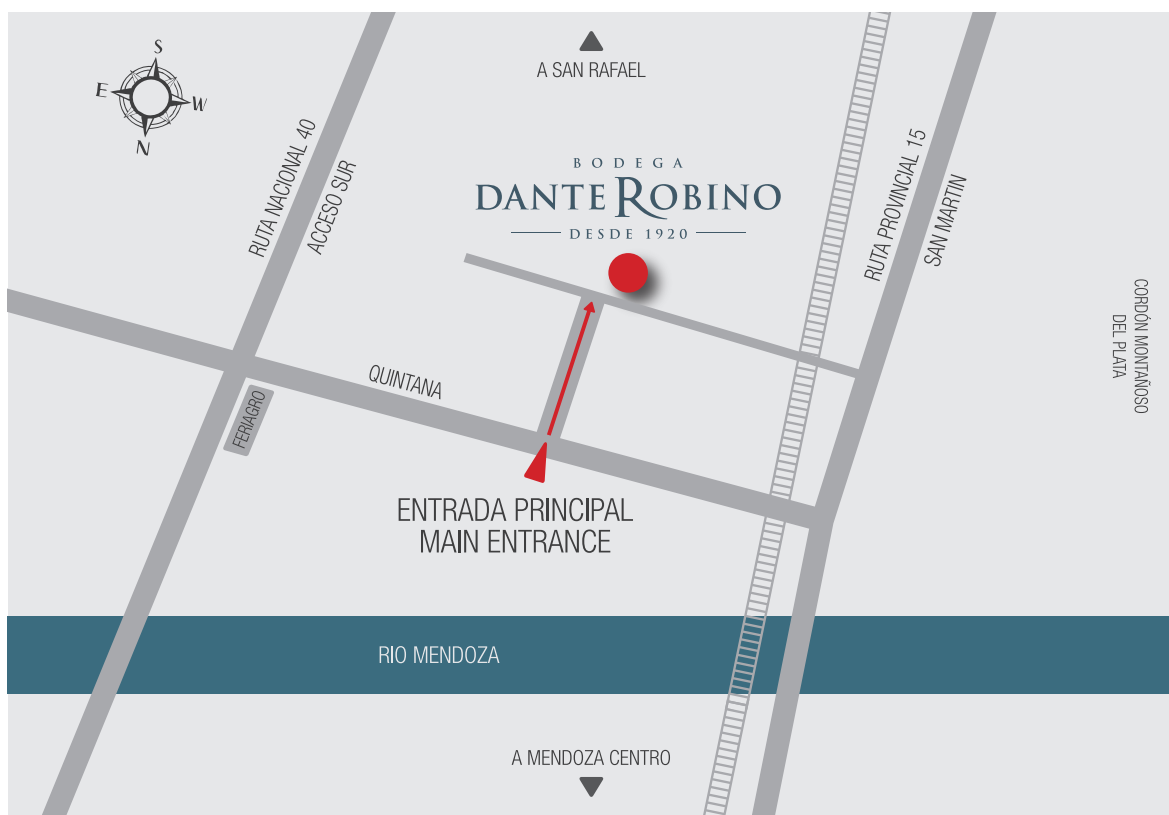 S
E
W
N
A SAN RAFAEL
BODEGA
DANTE ROBINO
DESDE 1920
RUTA NACIONAL 40
ACCESO SUR
RUTA PROVINCIAL 15
SAN MARTIN
CORDÓN MONTAÑOSO
DEL PLATA
QUINTANA
FERIAGRO
ENTRADA PRINCIPAL
MAIN ENTRANCE
RIO MENDOZA
A MENDOZA CENTRO